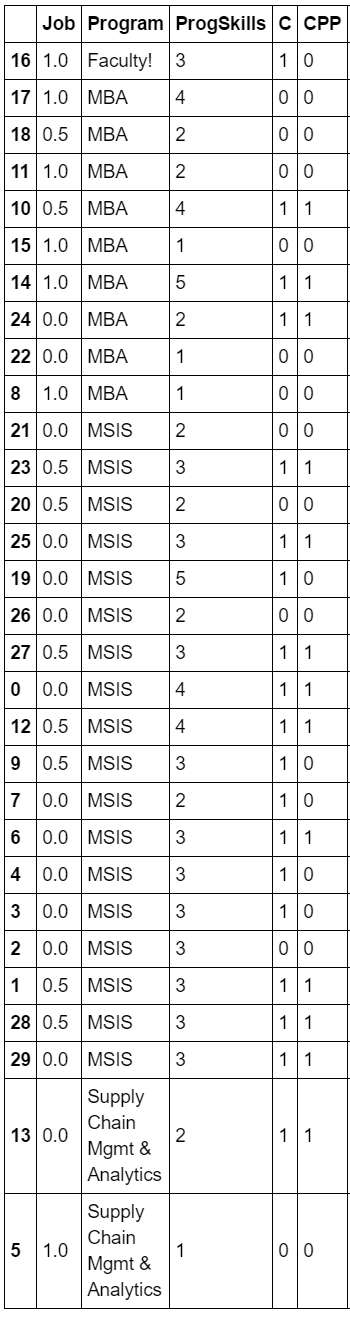 Job Program ProgSkills C CPP
16 1.0 Faculty! 3 1 0
17 1.0 MBA 4 0 0
18 0.5 MBA 2 0 0
11 1.0 MBA 2 0 0
10 0.5 MBA 4 1 1
15 1.0 MBA 1 0 0
14 1.0 MBA 5 1 1
24 0.0 MBA 2 1 1
22 0.0 MBA 1 0 0
8 1.0 MBA 1 0 0
21 0.0 MSIS 2 0 0
23 0.5 MSIS 3 1 1
20 0.5 MSIS 2 0 0
25 0.0 MSIS 3 1 1
19 0.0 MSIS 5 1 0
26 0.0 MSIS 2 0 0
27 0.5 MSIS 3 1 1
0 0.0 MSIS 4 1 1
12 0.5 MSIS 4 1 1
9 0.5 MSIS 3 1 0
7 0.0 MSIS 2 1 0
6 0.0 MSIS 3 1 1
4 0.0 MSIS 3 1 0
3 0.0 MSIS 3 1 0
2 0.0 MSIS 3 0 0
1 0.5 MSIS 3 1 1
28 0.5 MSIS 3 1 1
29 0.0 MSIS 3 1 1
Supply
Chain
13 0.0 Mgmt & 2 1 1
Analytics
Supply
Chain
5 1.0 Mgmt & 1 0 0
Analytics